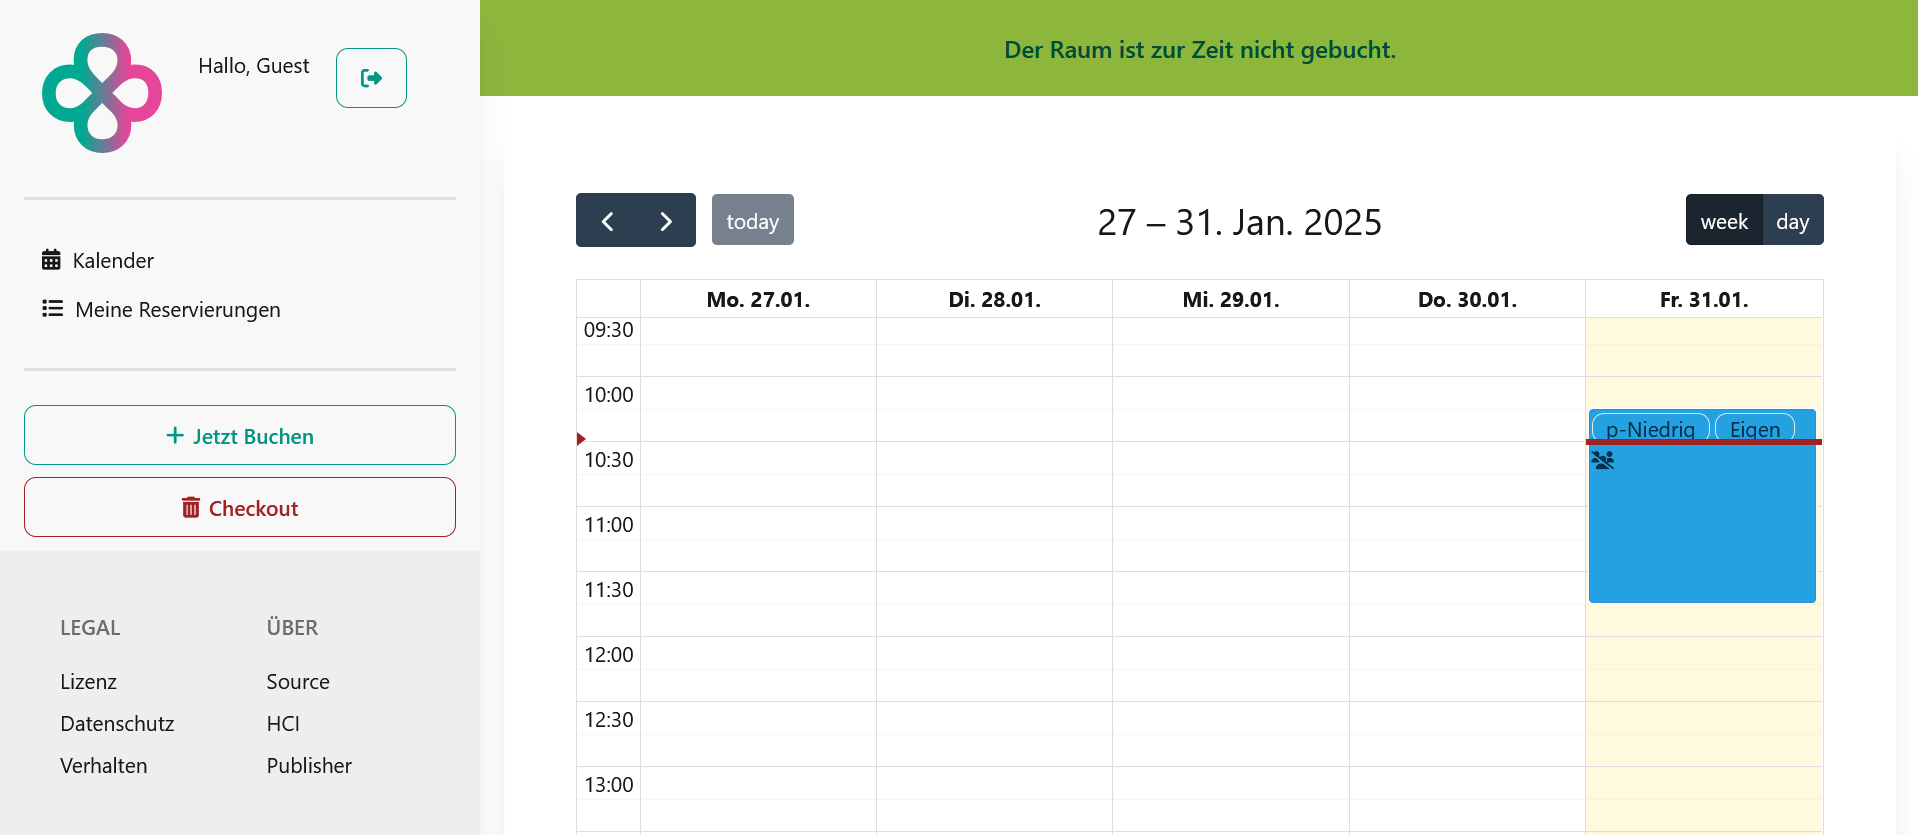 Hallo, Guest
Kalender
Meine Reservierungen
Jetzt Buchen
Checkout
LEGAL
Lizenz
Datenschutz
Verhalten
ÜBER
Source
HCI
Publisher
Der Raum ist zur Zeit nicht gebucht.
today
27 – 31. Jan. 2025
week day
Mo. 27.01. Di. 28.01. Mi. 29.01. Do. 30.01. Fr. 31.01.
09:30
10:00
p-Niedrig Eigen
10:30
11:00
11:30
12:00
12:30
13:00